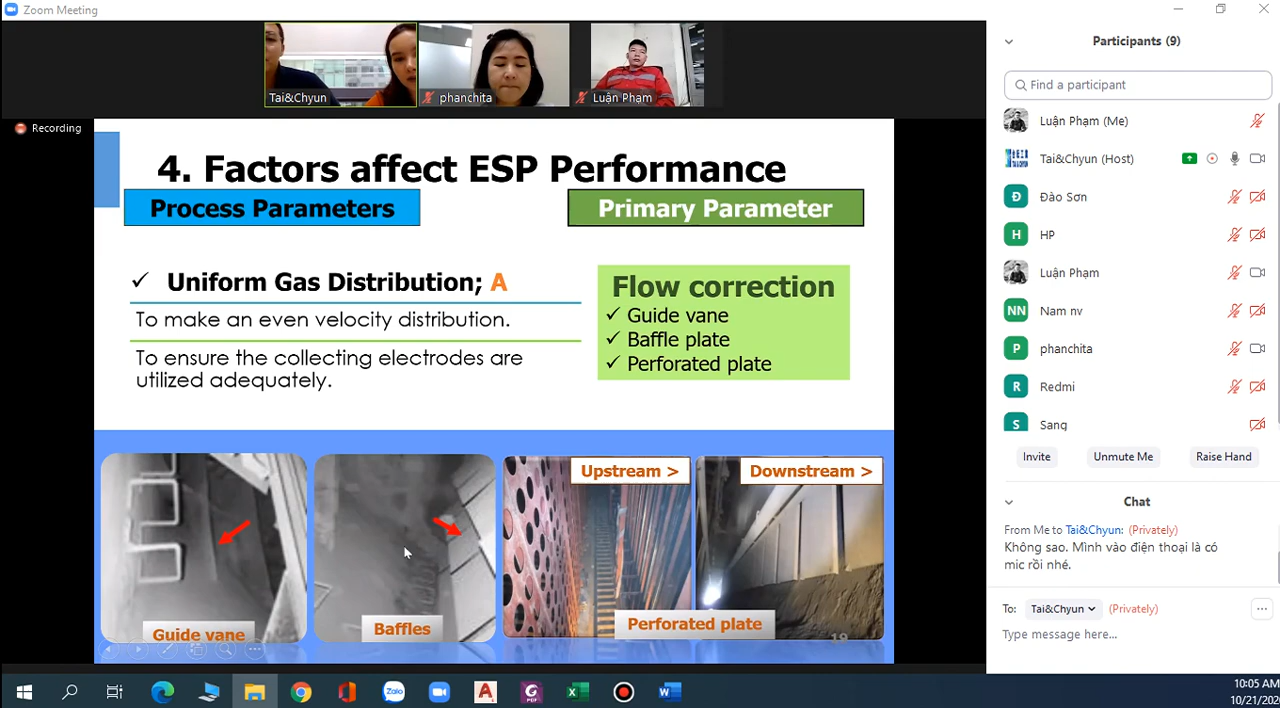 Zoom Meeting
Participants (9)
Tai&Chyun
phanchita
Luận Phạm
Find a participant
Recording
Luận Phạm (Me)
4. Factors affect ESP Performance
Tai&Chyun (Host)
Process Parameters
Primary Parameter
Đào Sơn
HP
✓ Uniform Gas Distribution; A
To make an even velocity distribution.
To ensure the collecting electrodes are
utilized adequately.
Flow correction
✓ Guide vane
✓ Baffle plate
✓ Perforated plate
Luận Phạm
NN Nam nv
P phanchita
R Redmi
S Sang
Đ
H
Invite
Unmute Me
Raise Hand
Upstream >
Downstream >
Guide vane
Baffles
Perforated plate
19
Chat
From Me to Tai&Chyun: (Privately)
Không sao. Mình vào điện thoại là có
mic rồi nhé.
To: Tai&Chyun (Privately)
Type message here...
Zalo
10:05 AM